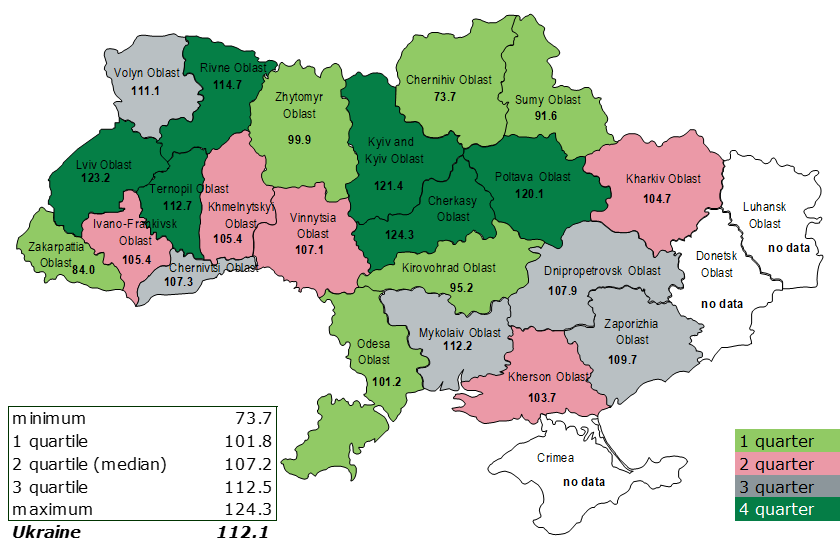 Volyn Oblast
111.1
Rivne Oblast
114.7
Zhytomyr
Oblast
99.9
Chernihiv Oblast
73.7
Sumy Oblast
91.6
Kyiv and
Kyiv Oblast
121.4
Lviv Oblast
123.2
Ternopil Oblast
112.7
Khmelnytskyi
Oblast
105.4
Ivano-Frankivsk
Oblast
105.4
Zakarpattia
Oblast
84.0
Chernivtsi Oblast
107.3
Vinnytsia
Oblast
107.1
Cherkasy
Oblast
124.3
Poltava Oblast
120.1
Kharkiv Oblast
104.7
Luhansk
Oblast
no data
Donetsk
Oblast
no data
Kirovohrad Oblast
95.2
Dnipropetrovsk Oblast
107.9
Zaporizhia
Oblast
109.7
Mykolaiv Oblast
112.2
Odesa
Oblast
101.2
Kherson Oblast
103.7
Crimea
no data
minimum 73.7
1 quartile 101.8
2 quartile (median) 107.2
3 quartile 112.5
maximum 124.3
Ukraine 112.1
1 quarter
2 quarter
3 quarter
4 quarter